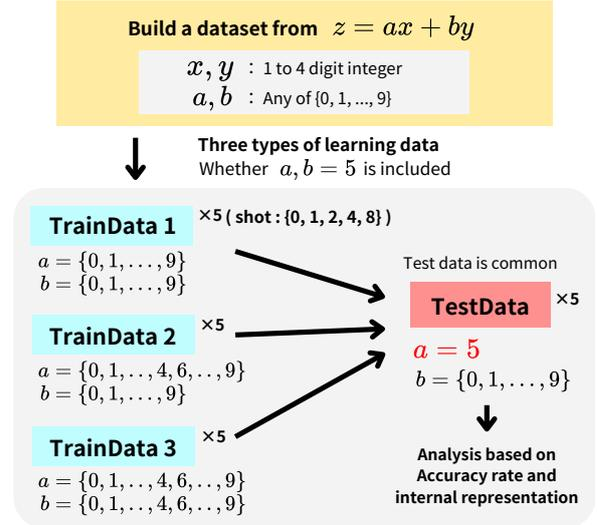 Build a dataset from z = ax + by
x, y : 1 to 4 digit integer
a, b : Any of {0, 1, ..., 9}
Three types of learning data
Whether a, b = 5 is included
TrainData 1 ×5 ( shot : {0, 1, 2, 4, 8} )
a = {0, 1, . . . , 9}
b = {0, 1, . . . , 9}
TrainData 2 ×5
a = {0, 1, . . , 4, 6, . . , 9}
b = {0, 1, . . . , 9}
TrainData 3 ×5
a = {0, 1, . . , 4, 6, . . , 9}
b = {0, 1, . . , 4, 6, . . , 9}
Test data is common
TestData ×5
a = 5
b = {0, 1, . . . , 9}
Analysis based on
Accuracy rate and
internal representation